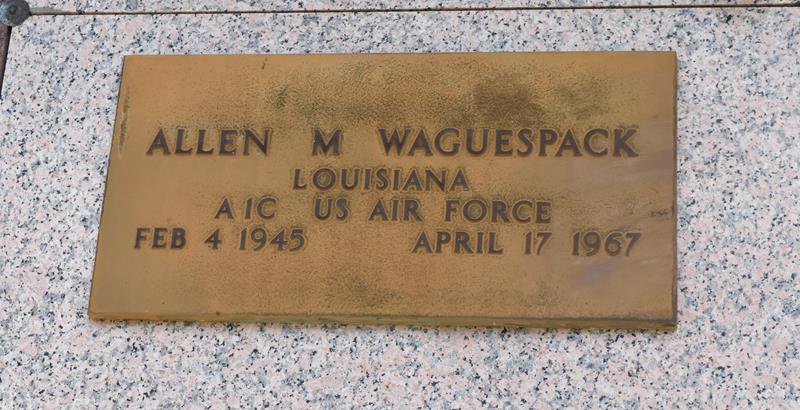 ALLEN M WAGUESPACK
LOUISIANA
A1C US AIR FORCE
FEB 4 1945 APRIL 17 1967